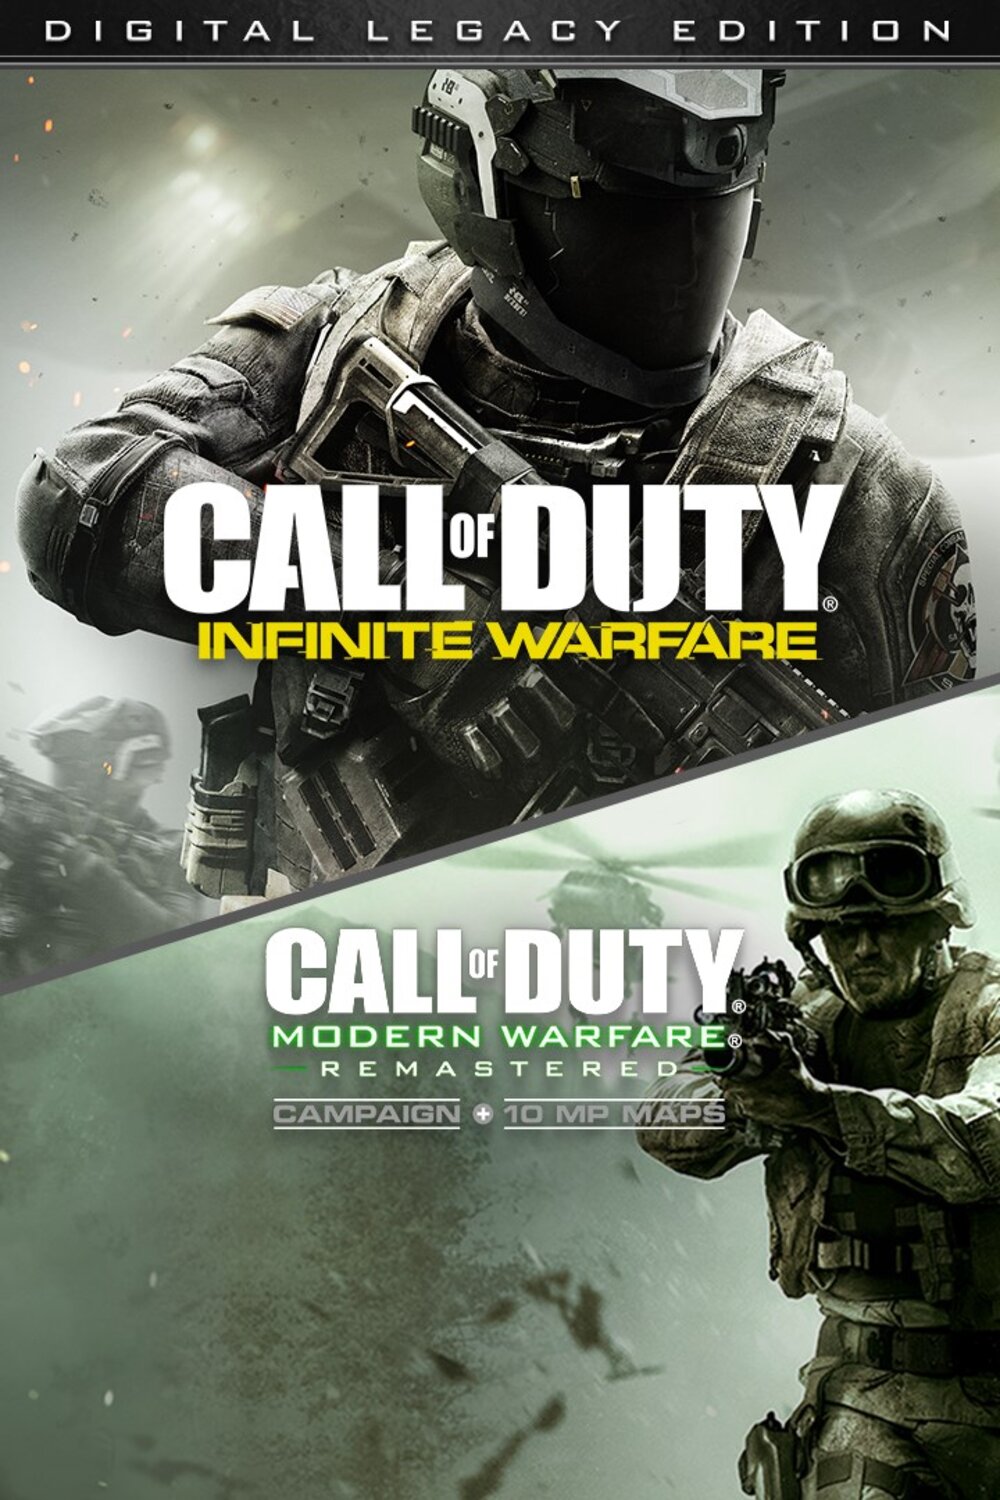 DIGITAL LEGACY EDITION
CALL OF DUTY®
INFINITE WARFARE
CALL OF DUTY®
MODERN WARFARE®
REMASTERED
CAMPAIGN + 10 MP MAPS